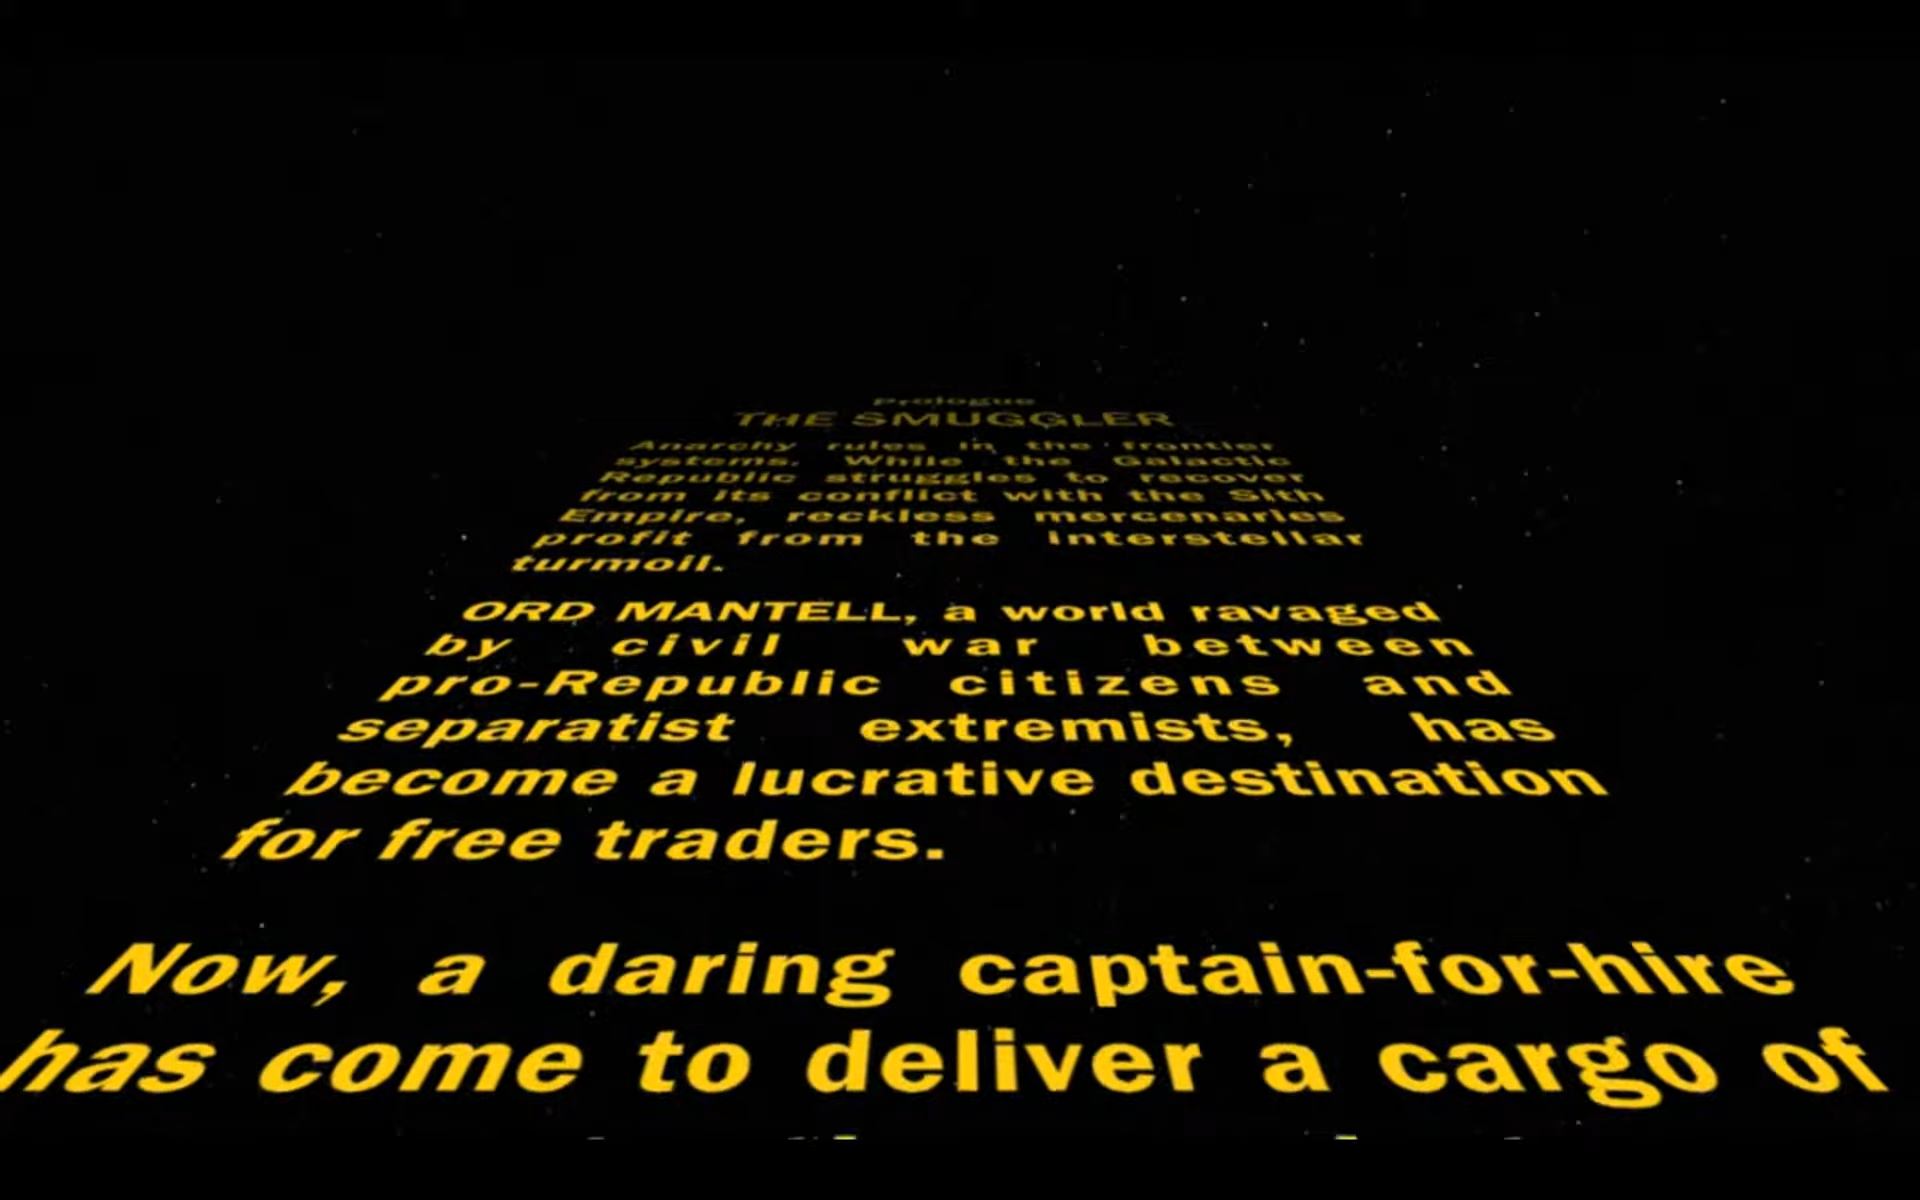 Prologue
THE SMUGGLER
Anarchy rules in the frontier
systems. While the Galactic
Republic struggles to recover
from its conflict with the Sith
Empire, reckless mercenaries
profit from the interstellar
turmoil.
ORD MANTELL, a world ravaged
by civil war between
pro-Republic citizens and
separatist extremists, has
become a lucrative destination
for free traders.
Now, a daring captain-for-hire
has come to deliver a cargo of